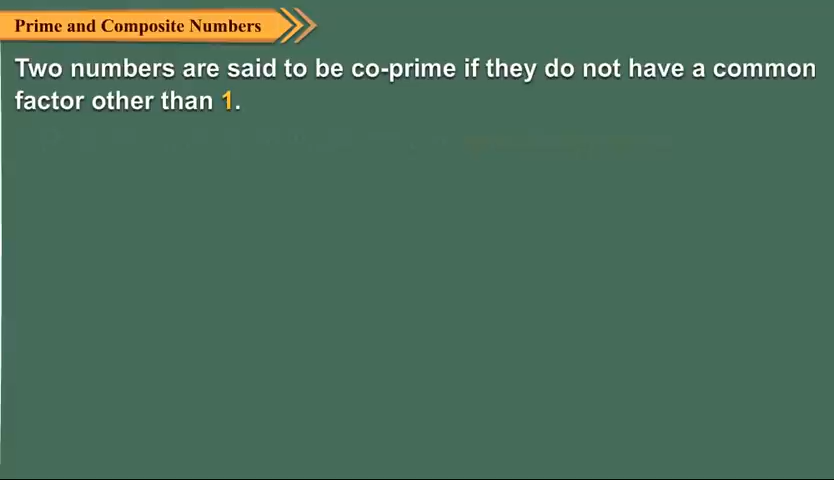 Prime and Composite Numbers
Two numbers are said to be co-prime if they do not have a common
factor other than 1.